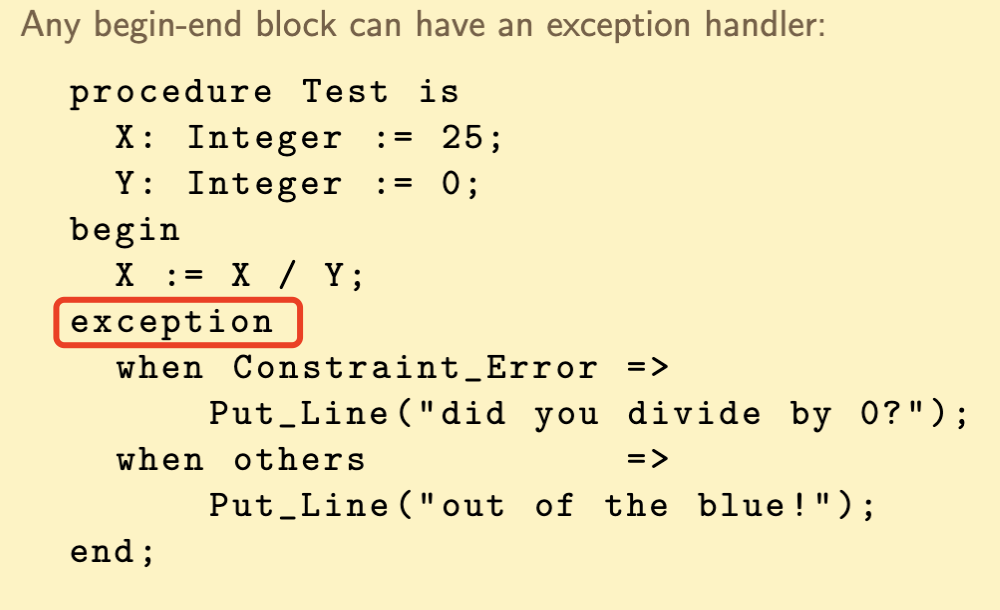 Any begin-end block can have an exception handler:
procedure Test is
X: Integer := 25;
Y: Integer := 0;
begin
X := X / Y;
exception
when Constraint_Error =>
Put_Line("did you divide by 0?");
when others =>
Put_Line("out of the blue!");
end;